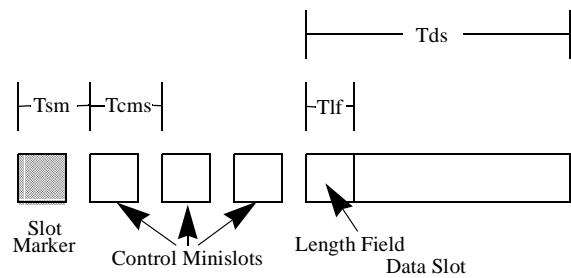 Tds
Tsm
Tcms
Tlf
Slot
Marker
Control Minislots
Length Field
Data Slot